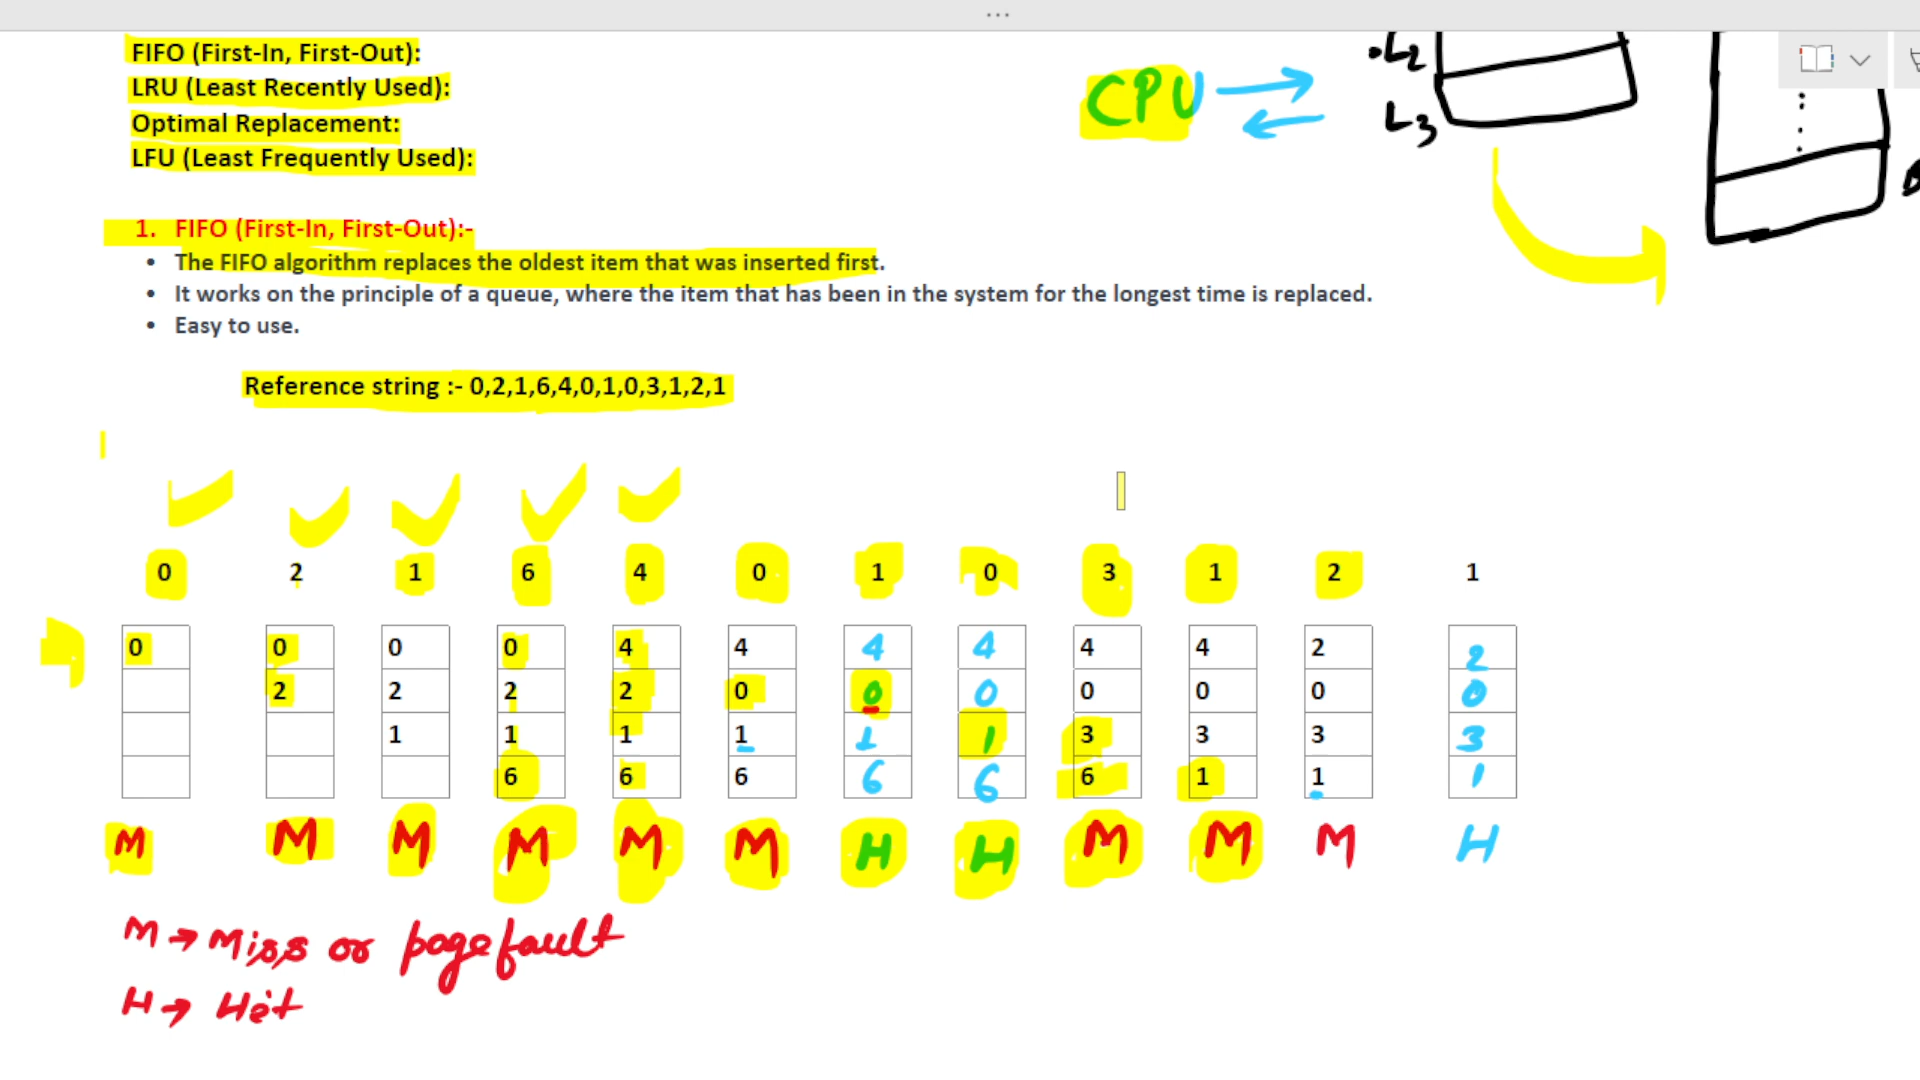 ...
FIFO (First-In, First-Out):
LRU (Least Recently Used):
Optimal Replacement:
LFU (Least Frequently Used):
CPU
L2
L3
1. FIFO (First-In, First-Out):-
• The FIFO algorithm replaces the oldest item that was inserted first.
• It works on the principle of a queue, where the item that has been in the system for the longest time is replaced.
• Easy to use.
Reference string :- 0,2,1,6,4,0,1,0,3,1,2,1
0 2 1 6 4 0 1 0 3 1 2 1
0 0 0 0 4 4 4 4 4 4 2 2
2 2 2 2 0 0 0 0 0 0 0
1 1 1 1 1 1 3 3 3 3
6 6 6 6 6 6 1 1 1
M M M M M M H H M M M H
M → Miss or page fault
H → Hit